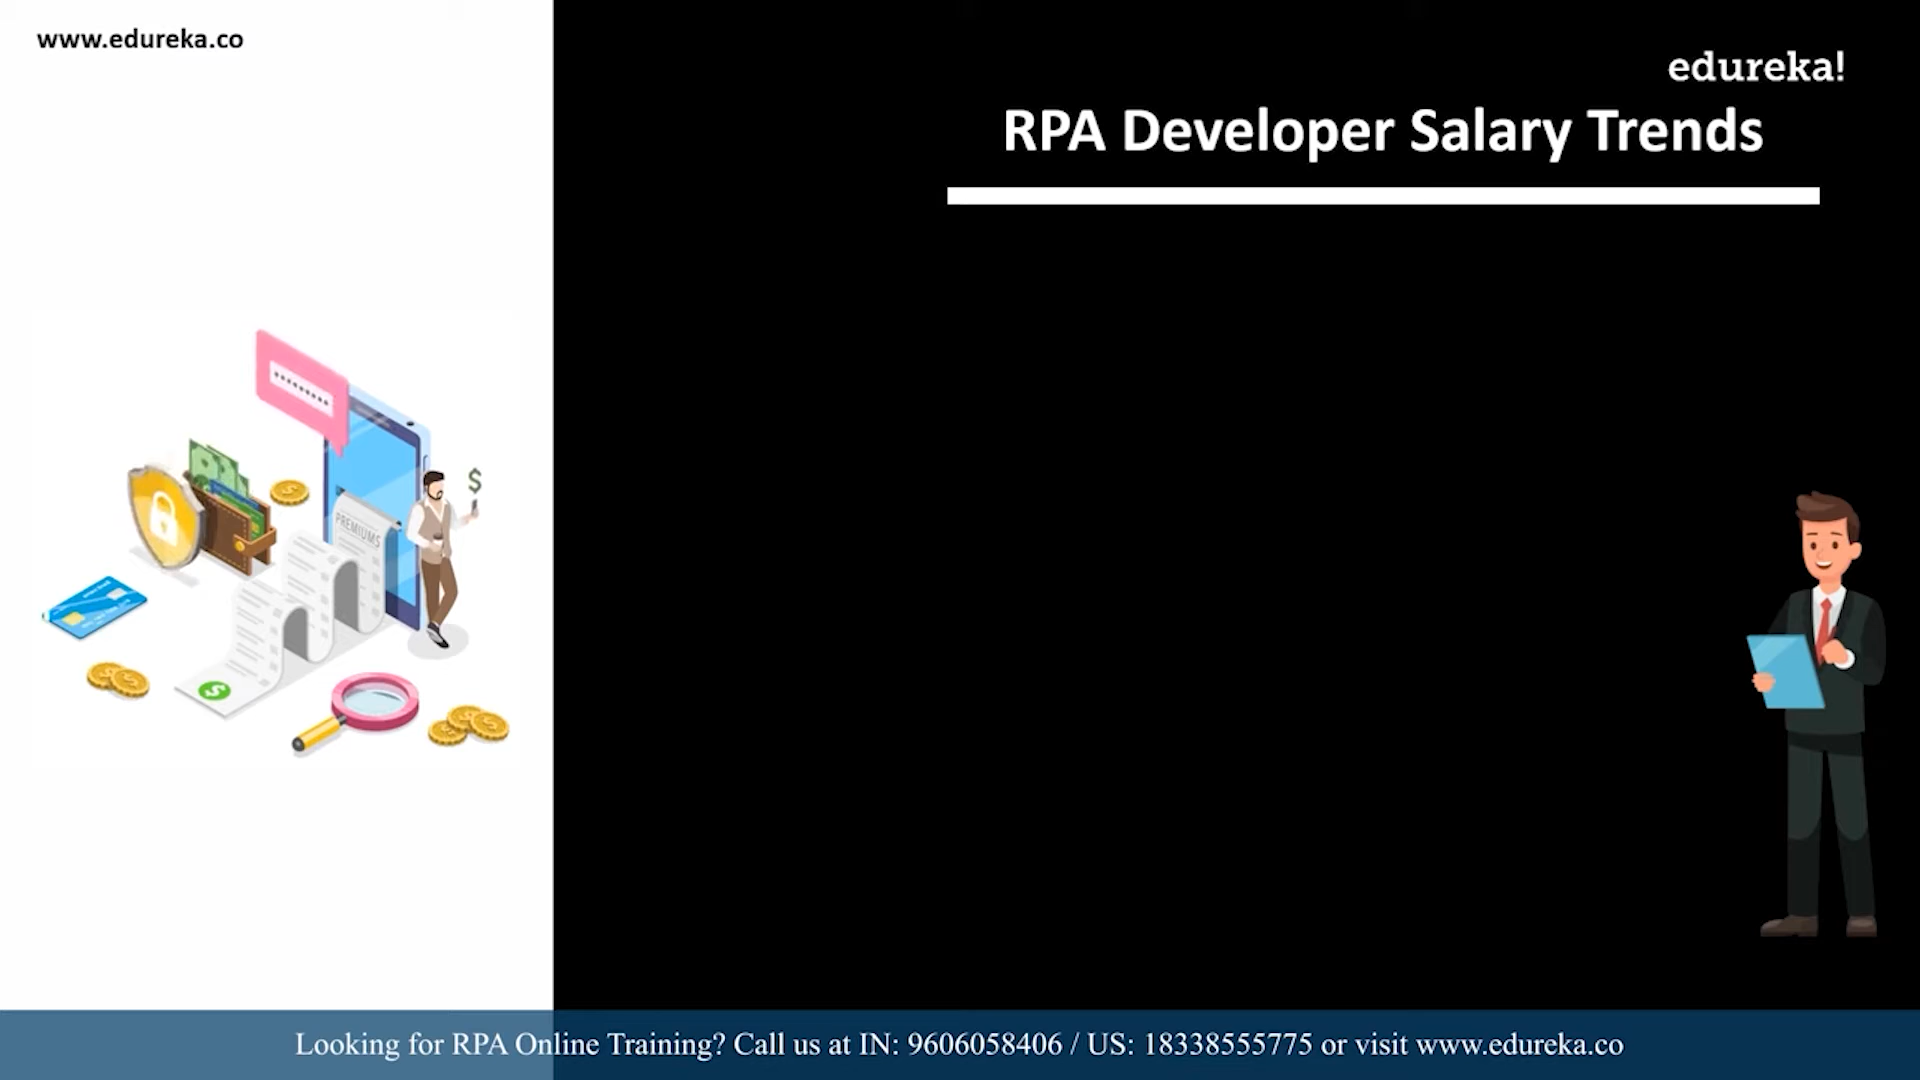 www.edureka.co
edureka!
RPA Developer Salary Trends
PREMIUMS
Looking for RPA Online Training? Call us at IN: 9606058406 / US: 18338555775 or visit www.edureka.co